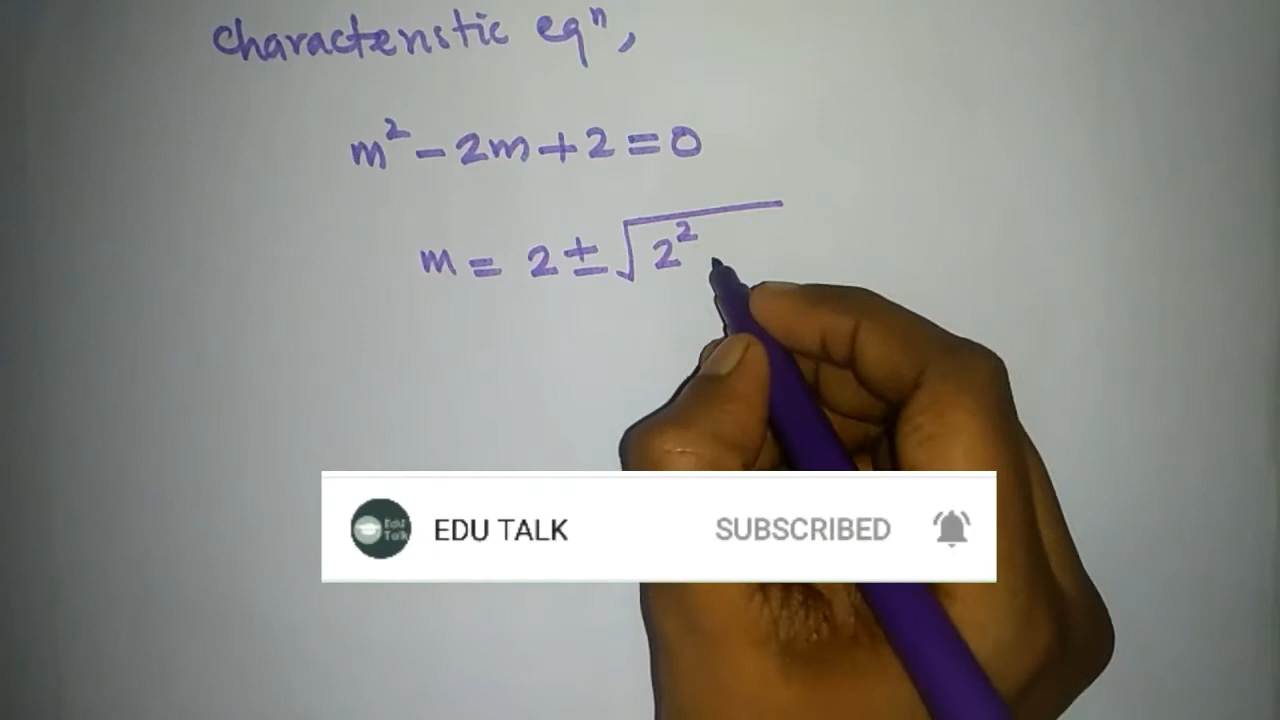 characteristic eqⁿ,
m² - 2m + 2 = 0
m = 2 ± √2²
EDU TALK SUBSCRIBED